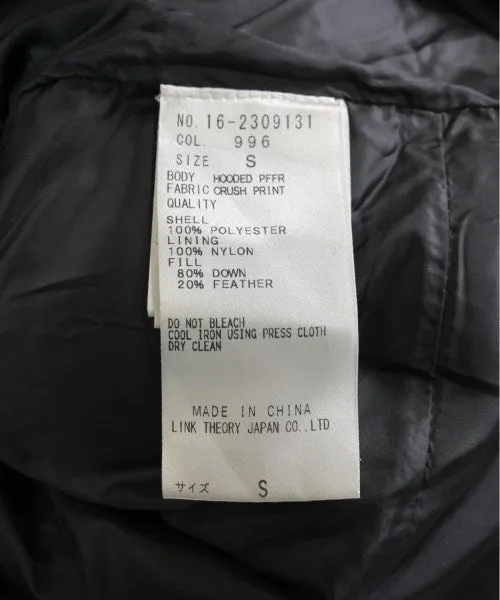 NO. 16-2309131
COL. 996
SIZE S
BODY HOODED PFFR
FABRIC CRUSH PRINT
QUALITY
SHELL
100% POLYESTER
LINING
100% NYLON
FILL
80% DOWN
20% FEATHER
DO NOT BLEACH
COOL IRON USING PRESS CLOTH
DRY CLEAN
MADE IN CHINA
LINK THEORY JAPAN CO.,LTD
サイズ S